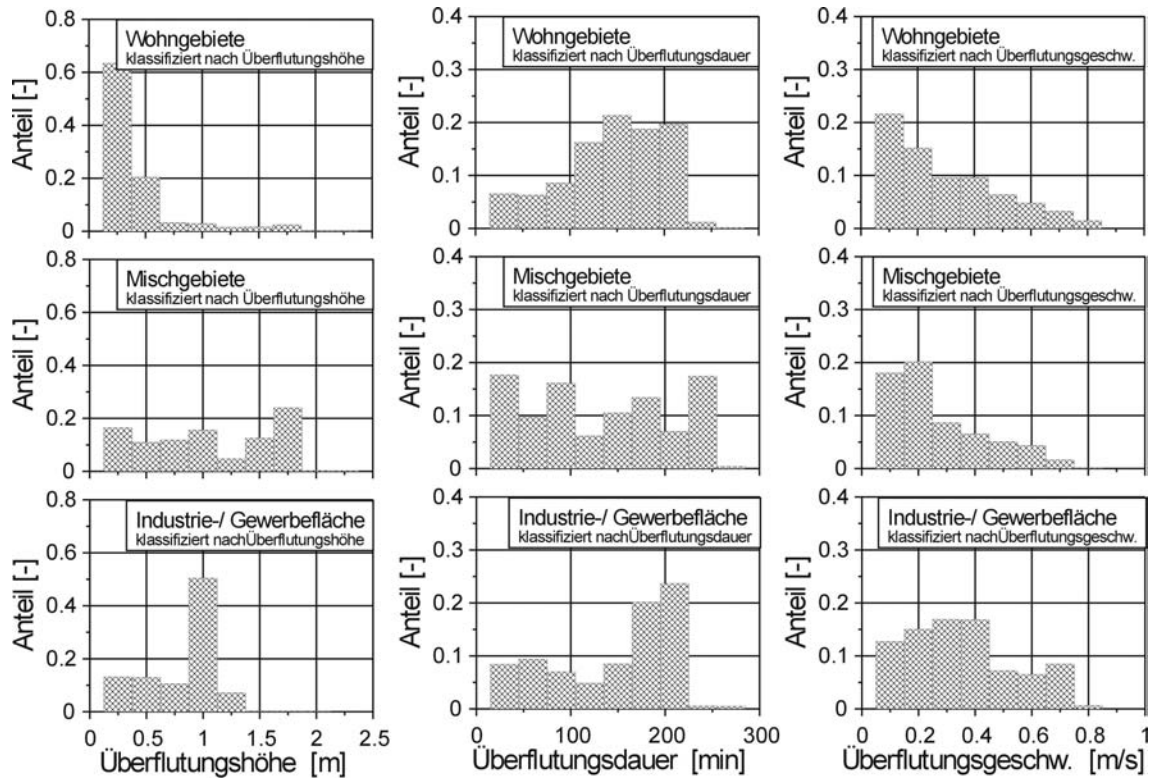 0.8
0.6
0.4
0.2
0
Anteil [-]
Wohngebiete
klassifiziert nach Überflutungshöhe
0.4
0.3
0.2
0.1
0
Anteil [-]
Wohngebiete
klassifiziert nach Überflutungsdauer
0.4
0.3
0.2
0.1
0
Anteil [-]
Wohngebiete
klassifiziert nach Überflutungsgeschw.
0.8
0.6
0.4
0.2
0
Anteil [-]
Mischgebiete
klassifiziert nach Überflutungshöhe
0.4
0.3
0.2
0.1
0
Anteil [-]
Mischgebiete
klassifiziert nach Überflutungsdauer
0.4
0.3
0.2
0.1
0
Anteil [-]
Mischgebiete
klassifiziert nach Überflutungsgeschw.
0.8
0.6
0.4
0.2
0
Anteil [-]
Industrie-/ Gewerbefläche
klassifiziert nachÜberflutungshöhe
0 0.5 1 1.5 2 2.5
Überflutungshöhe [m]
0.4
0.3
0.2
0.1
0
Anteil [-]
Industrie-/ Gewerbefläche
klassifiziert nachÜberflutungsdauer
0 100 200 300
Überflutungsdauer [min]
0.4
0.3
0.2
0.1
0
Anteil [-]
Industrie-/ Gewerbefläche
klassifiziert nachÜberflutungsgeschw.
0 0.2 0.4 0.6 0.8 1
Überflutungsgeschw. [m/s]